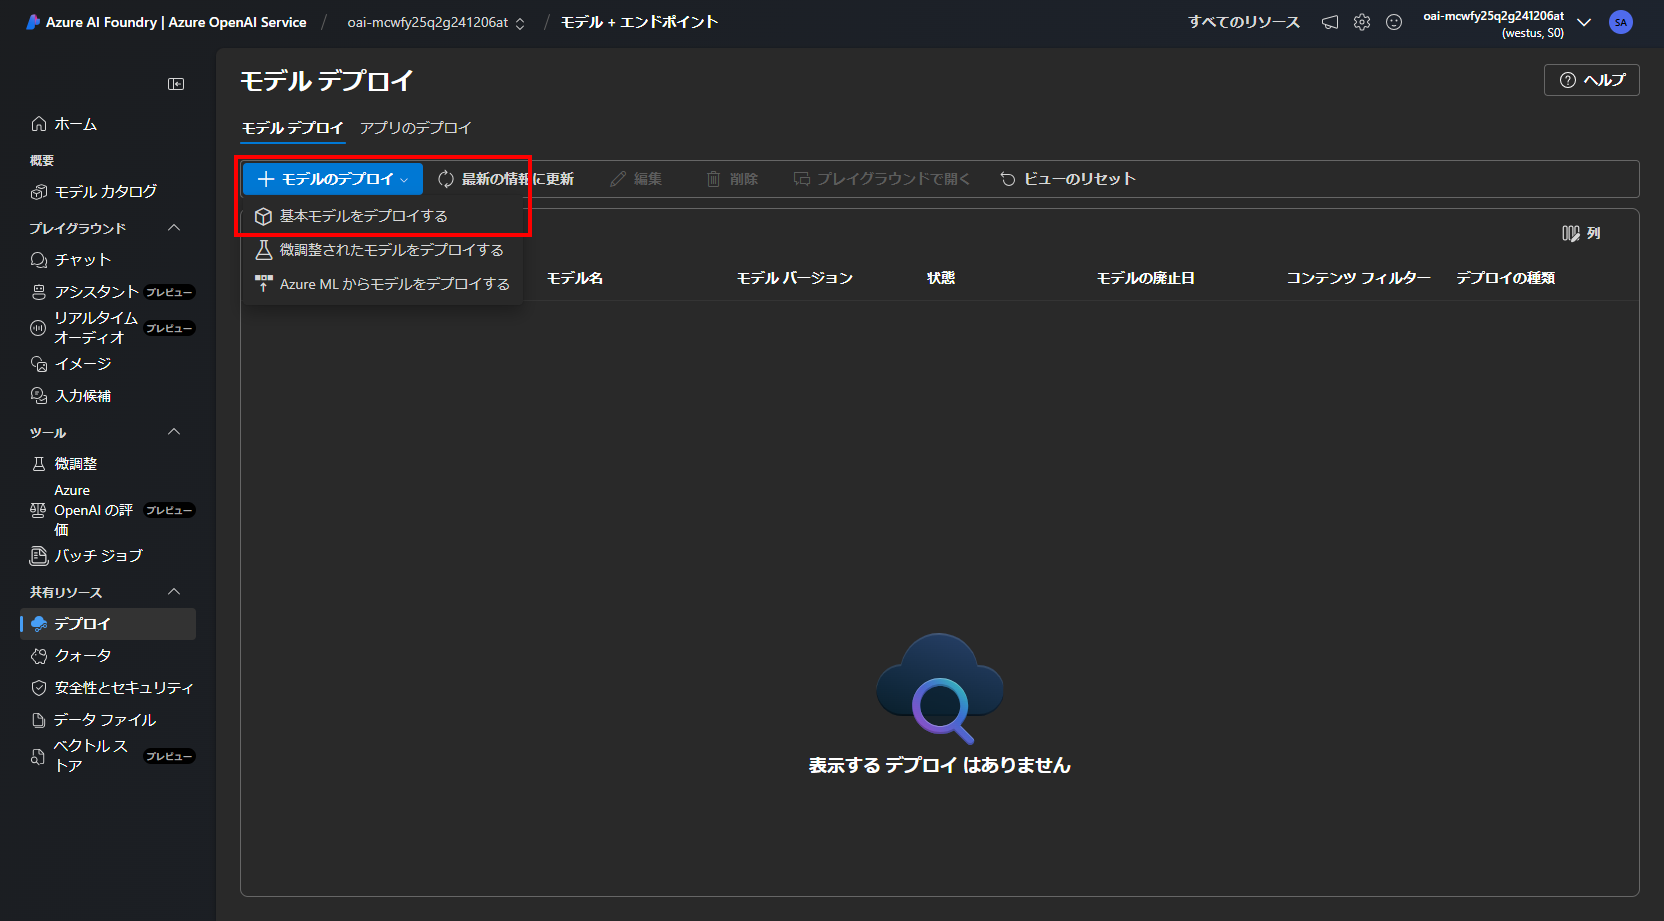 Azure AI Foundry | Azure OpenAI Service / oai-mcwfy25q2g241206at / モデル + エンドポイント
すべてのリソース
oai-mcwfy25q2g241206at
(westus, S0)
SA
ホーム
概要
モデル カタログ
プレイグラウンド
チャット
アシスタント プレビュー
リアルタイム
オーディオ
プレビュー
イメージ
入力候補
ツール
微調整
Azure
OpenAI の評
価
プレビュー
バッチ ジョブ
共有リソース
デプロイ
クォータ
安全性とセキュリティ
データ ファイル
ベクトル ス
トア
プレビュー
モデル デプロイ
ヘルプ
モデル デプロイ アプリのデプロイ
モデルのデプロイ 最新の情報に更新 編集 削除 プレイグラウンドで開く ビューのリセット
基本モデルをデプロイする
微調整されたモデルをデプロイする
Azure ML からモデルをデプロイする
列
モデル名 モデル バージョン 状態 モデルの廃止日 コンテンツ フィルター デプロイの種類
表示する デプロイ はありません